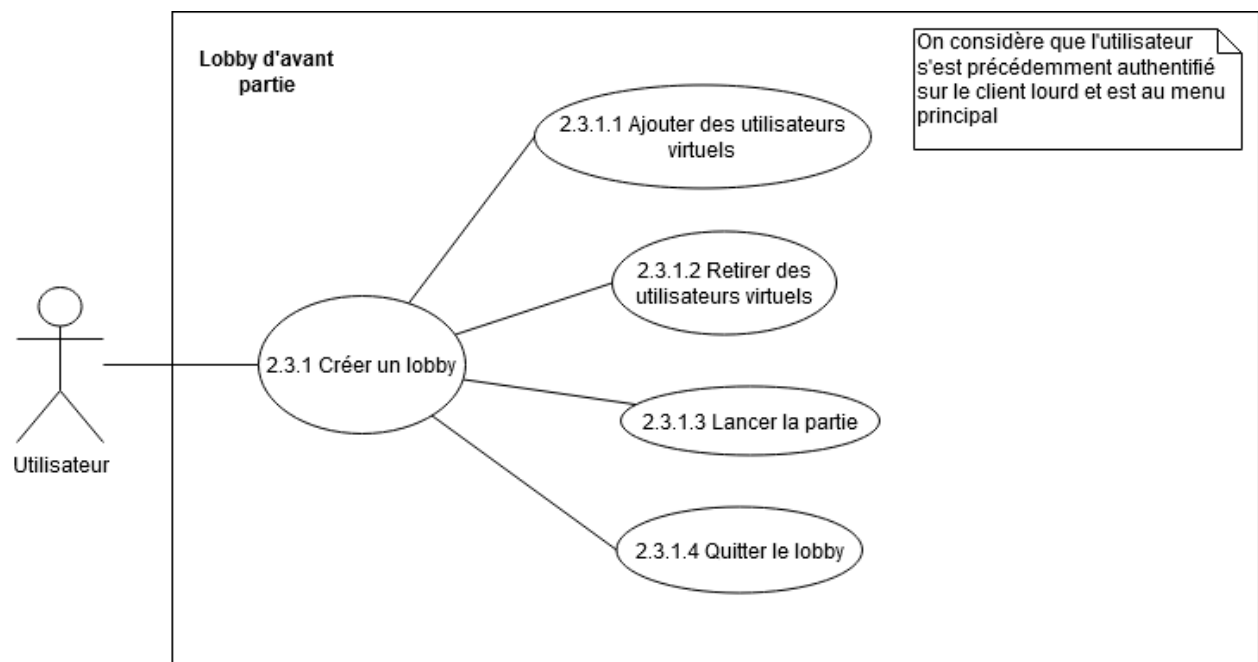 Lobby d'avant
partie
On considère que l'utilisateur
s'est précédemment authentifié
sur le client lourd et est au menu
principal
2.3.1.1 Ajouter des utilisateurs
virtuels
2.3.1.2 Retirer des
utilisateurs virtuels
2.3.1 Créer un lobby
2.3.1.3 Lancer la partie
Utilisateur
2.3.1.4 Quitter le lobby